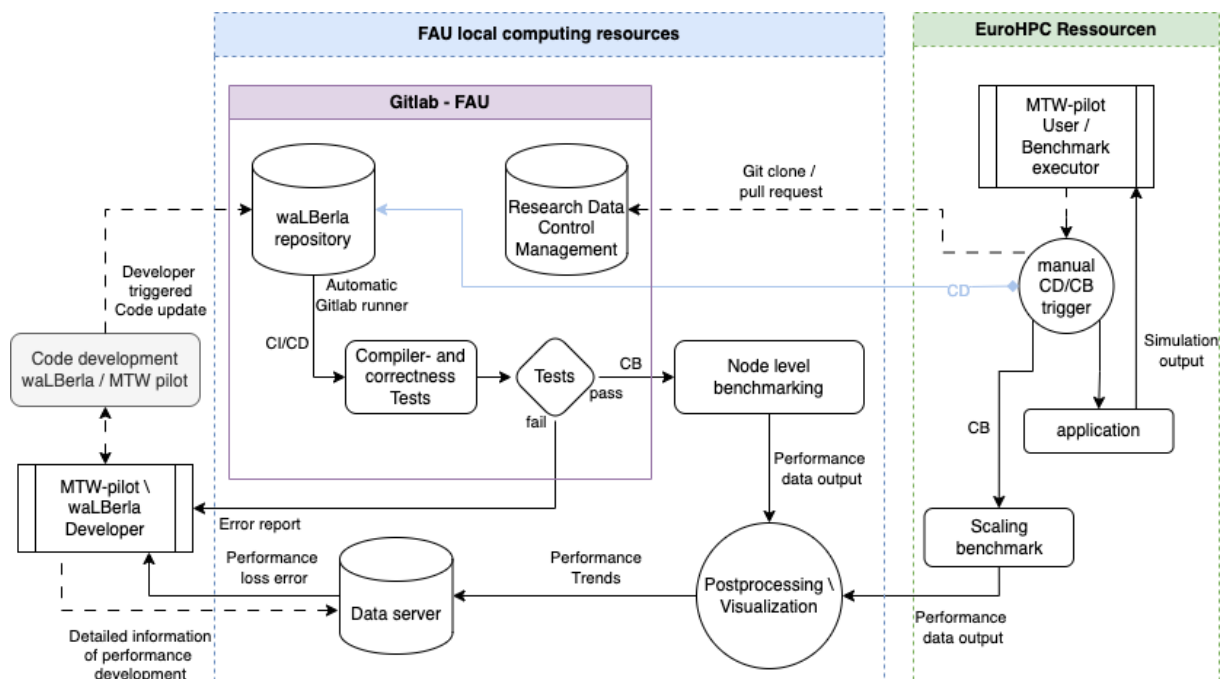 FAU local computing resources
EuroHPC Ressourcen
Gitlab - FAU
waLBerla
repository
Research Data
Control
Management
Git clone /
pull request
MTW-pilot
User /
Benchmark
executor
Developer
triggered
Code update
Automatic
Gitlab runner
CD
manual
CD/CB
trigger
Simulation
output
Code development
waLBerla / MTW pilot
CI/CD
Compiler- and
correctness
Tests
Tests
CB
pass
fail
Node level
benchmarking
CB
application
MTW-pilot \
waLBerla
Developer
Error report
Performance
data output
Scaling
benchmark
Performance
loss error
Data server
Performance
Trends
Postprocessing \
Visualization
Performance
data output
Detailed information
of performance
development